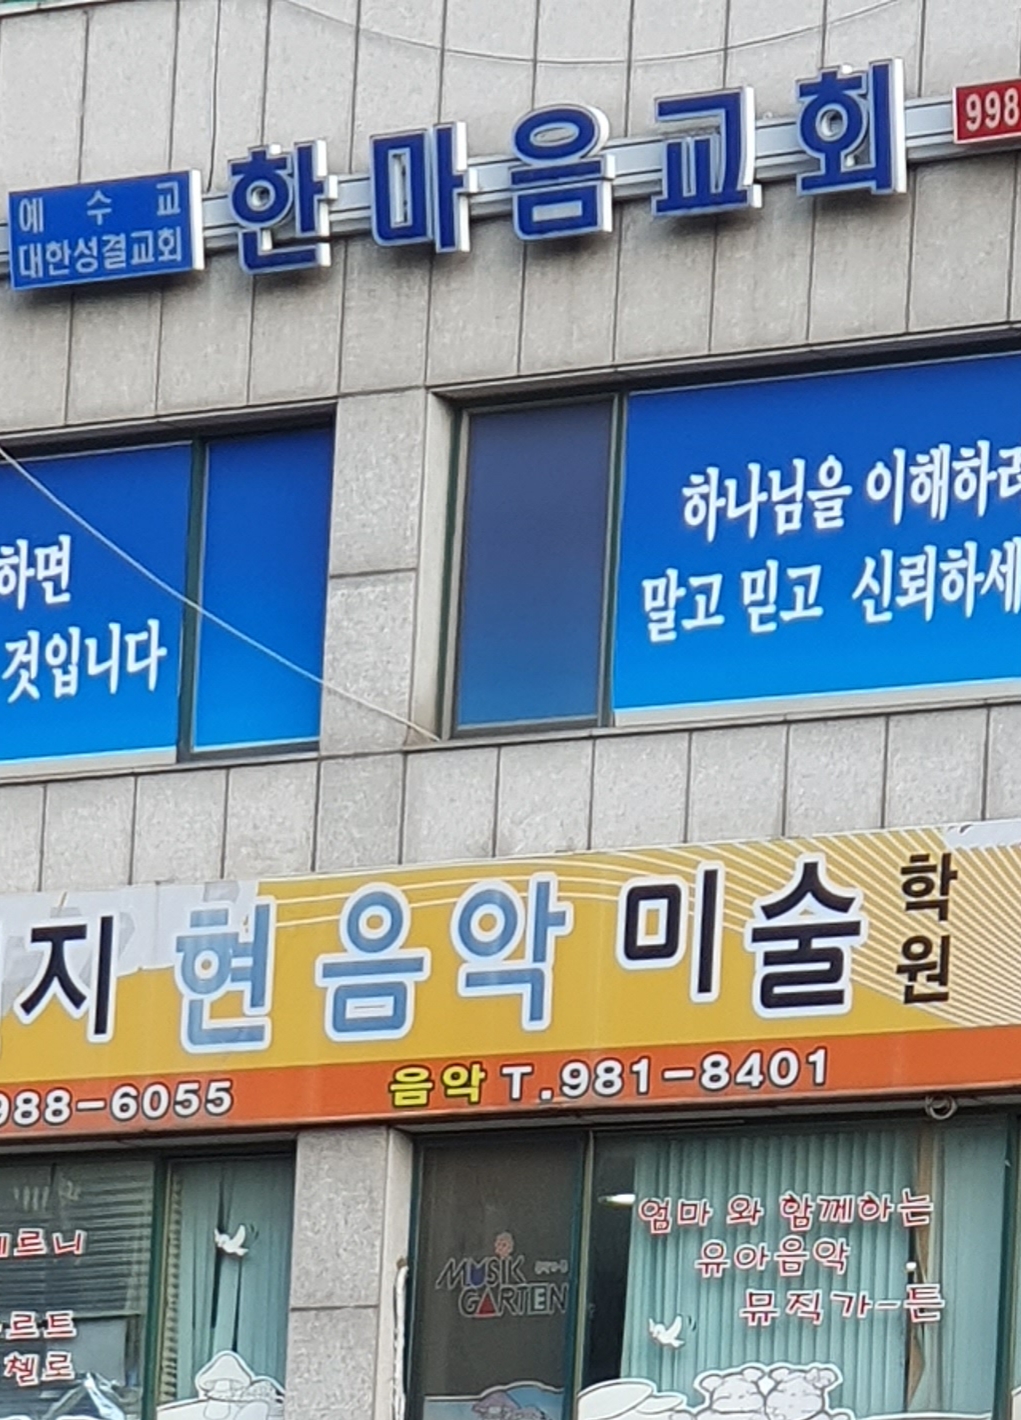 예수교
대한성결교회
한마음교회
998
하면
것입니다
하나님을 이해하려
말고 믿고 신뢰하세
지현음악미술
학원
988-6055
음악 T.981-8401
르니
르트
첼로
MUSIK
GARTEN
엄마 와 함께하는
유아음악
뮤직가-든